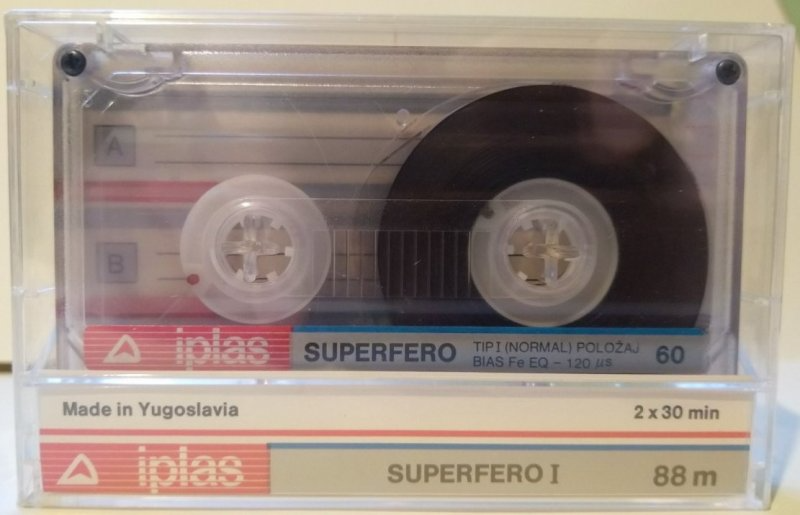 A
B
iplas SUPERFERO TIP I (NORMAL) POLOŽAJ 60
BIAS Fe EQ – 120 µs
Made in Yugoslavia 2 x 30 min
iplas SUPERFERO I 88 m